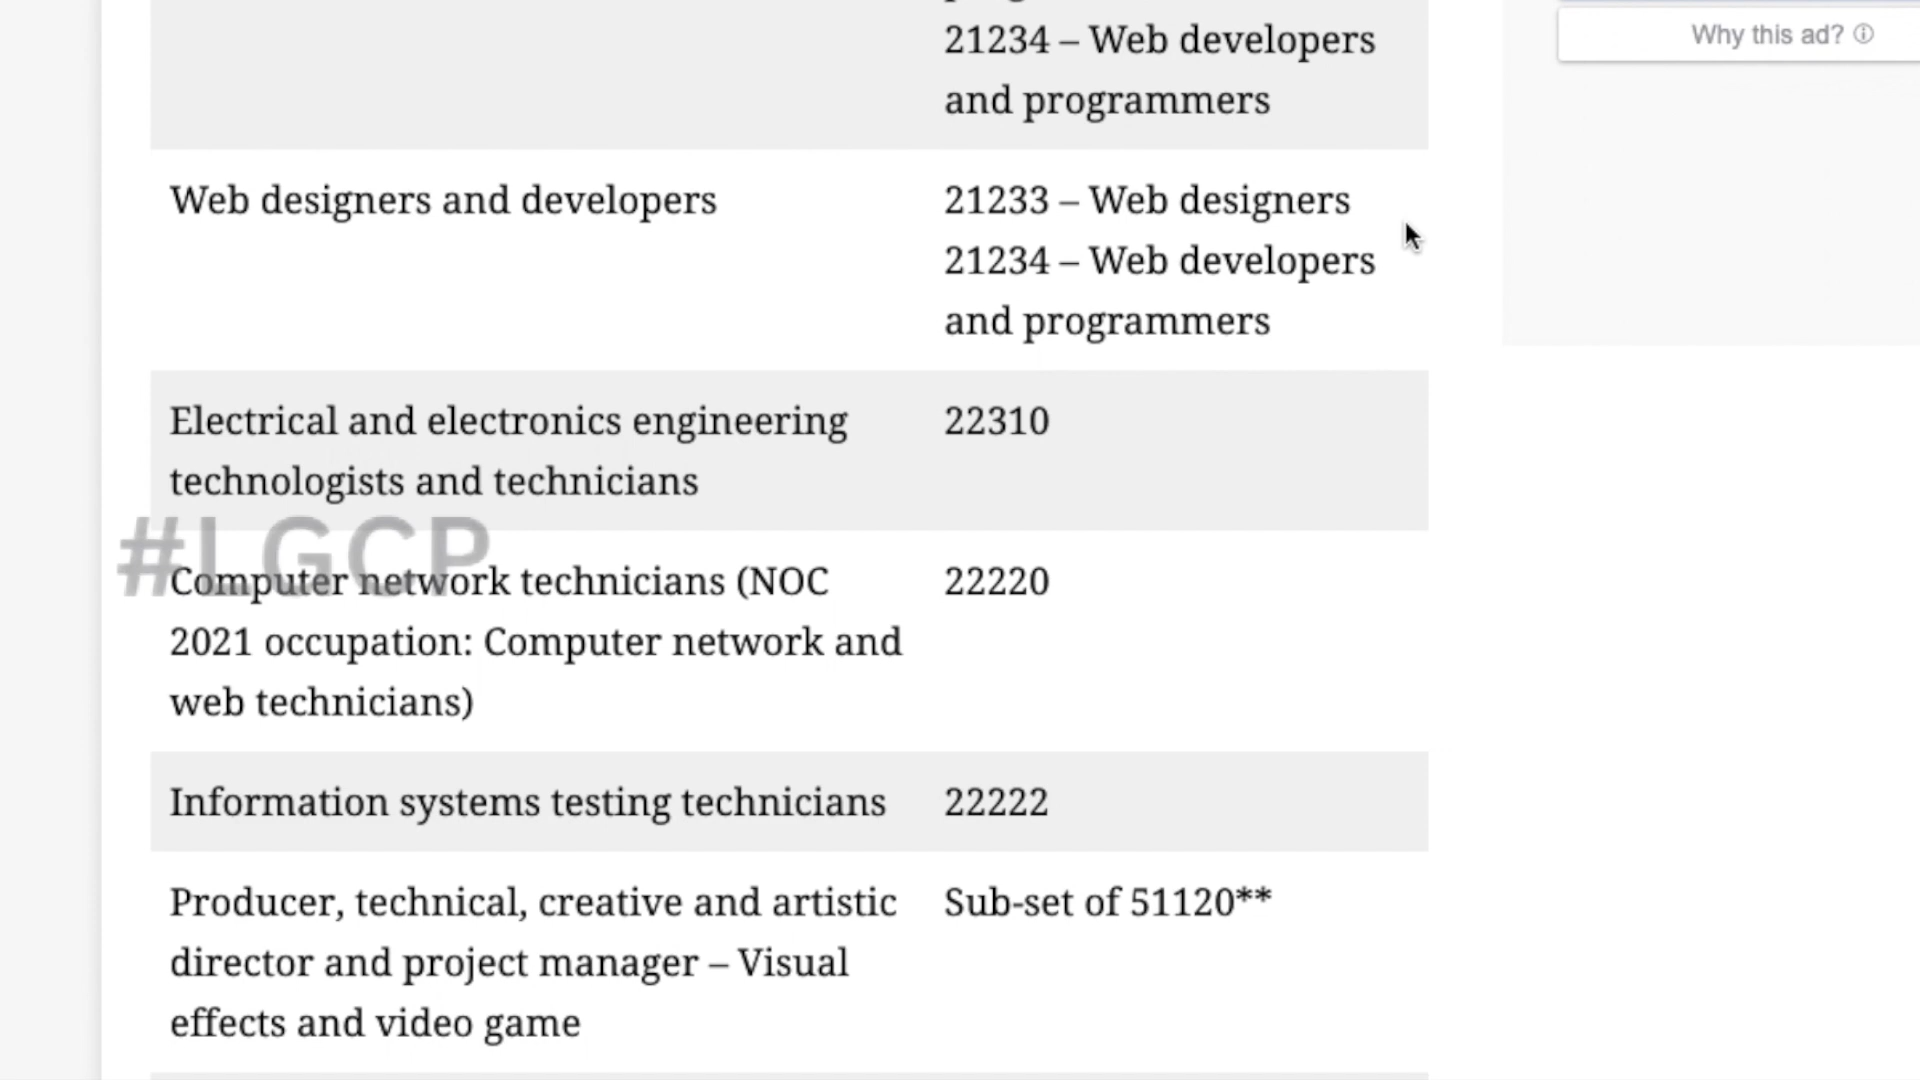 21234 – Web developers
and programmers
Why this ad?
Web designers and developers
21233 – Web designers
21234 – Web developers
and programmers
Electrical and electronics engineering
technologists and technicians
22310
#LGCP
Computer network technicians (NOC
2021 occupation: Computer network and
web technicians)
22220
Information systems testing technicians
22222
Producer, technical, creative and artistic
director and project manager – Visual
effects and video game
Sub-set of 51120**